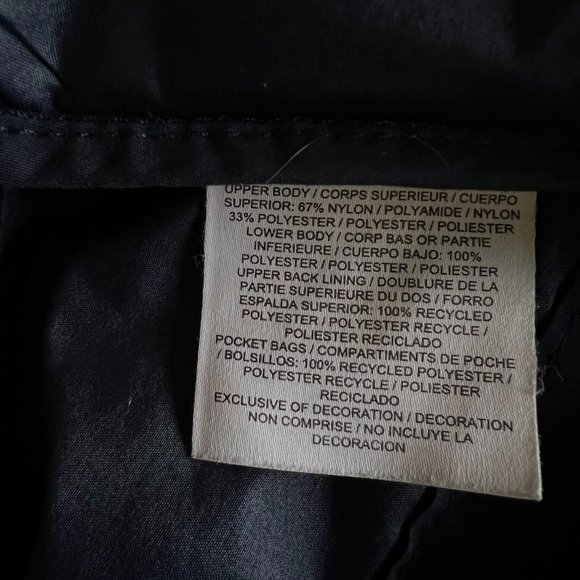 UPPER BODY / CORPS SUPERIEUR / CUERPO
SUPERIOR: 67% NYLON / POLYAMIDE / NYLON
33% POLYESTER / POLYESTER / POLIESTER
LOWER BODY / CORP BAS OR PARTIE
INFERIEURE / CUERPO BAJO: 100%
POLYESTER / POLYESTER / POLIESTER
UPPER BACK LINING / DOUBLURE DE LA
PARTIE SUPERIEURE DU DOS / FORRO
ESPALDA SUPERIOR: 100% RECYCLED
POLYESTER / POLYESTER RECYCLE /
POLIESTER RECICLADO
POCKET BAGS / COMPARTIMENTS DE POCHE
/ BOLSILLOS: 100% RECYCLED POLYESTER /
POLYESTER RECYCLE / POLIESTER
RECICLADO
EXCLUSIVE OF DECORATION / DECORATION
NON COMPRISE / NO INCLUYE LA
DECORACION